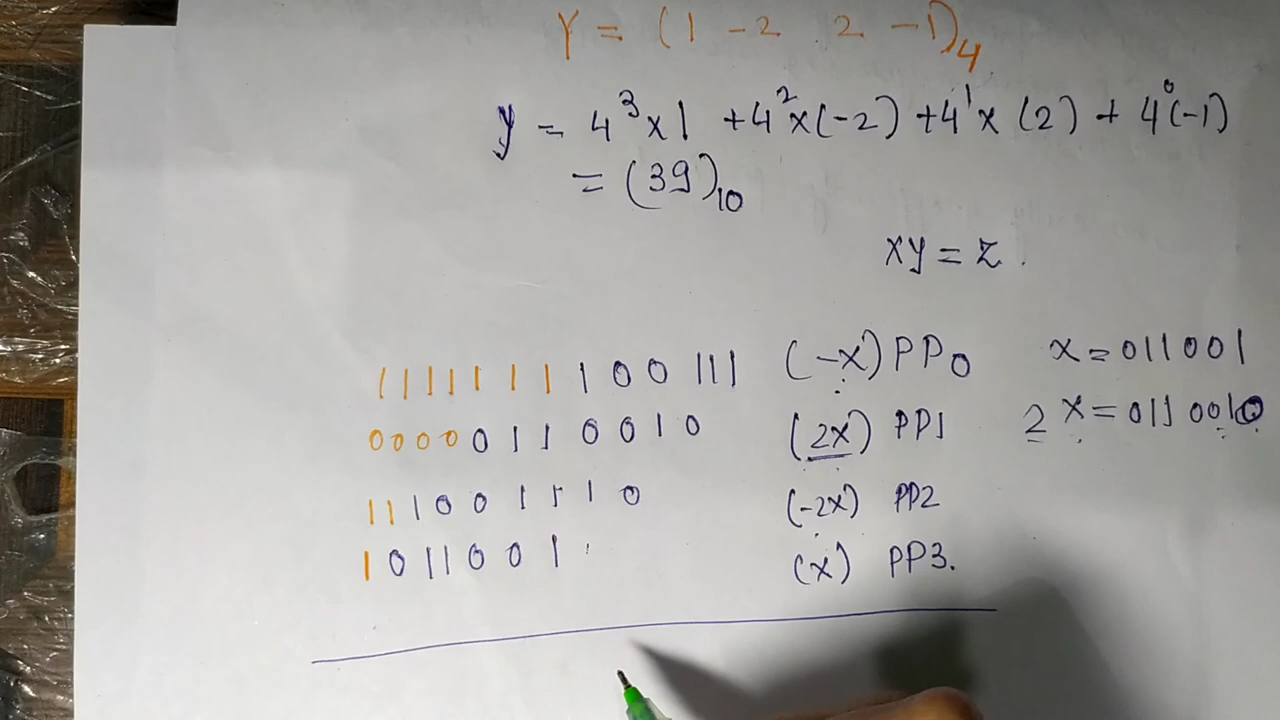 Y = (1 -2 2 -1)₄
y = 4³x1 +4²x(-2) +4¹x (2) + 4⁰(-1)
= (39)₁₀
xy = z.
1111111100111 (-x) PP0 x = 011001
00000110010 (2x) PP1 2x = 0110010
111001110 (-2x) PP2
1011001 (x) PP3.